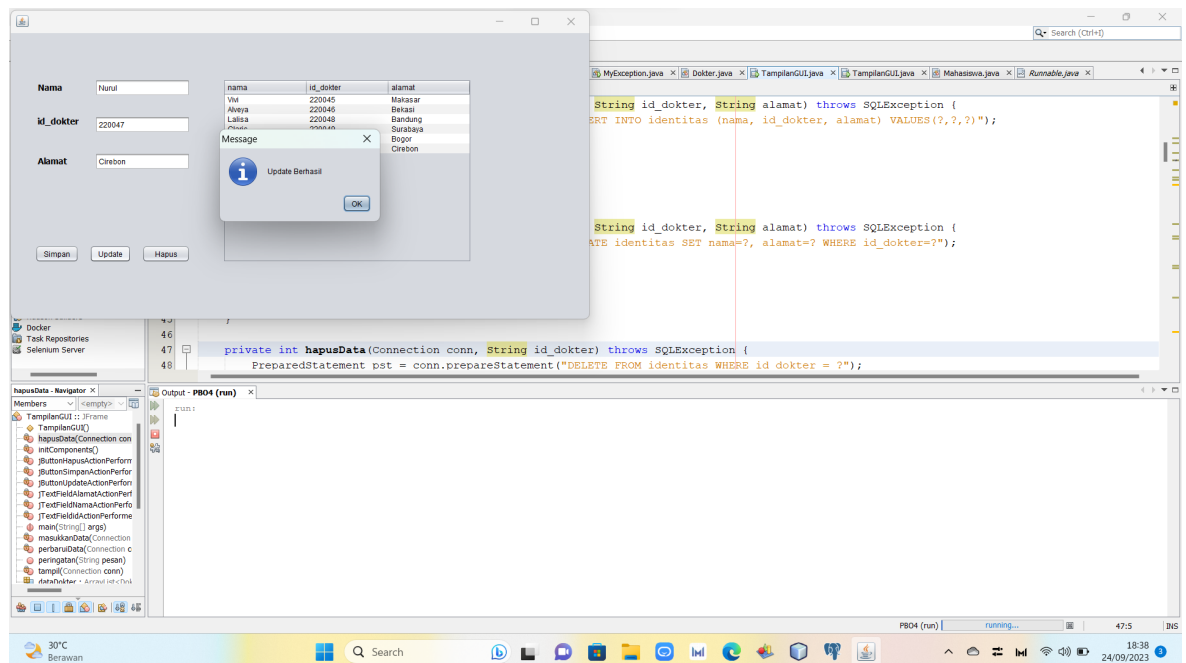 Search (Ctrl+I)
MyException.java × Dokter.java × TampilanGUI.java × TampilanGUI.java × Mahasiswa.java × Runnable.java ×
Nama Nurul
id_dokter 220047
Alamat Cirebon
Simpan Update Hapus
nama id_dokter alamat
Vivi 220045 Makasar
Alveya 220046 Bekasi
Lalisa 220048 Bandung
Surabaya
Bogor
Cirebon
Message
Update Berhasil
OK
String id_dokter, String alamat) throws SQLException {
ERT INTO identitas (nama, id_dokter, alamat) VALUES(?,?,?)");
String id_dokter, String alamat) throws SQLException {
ATE identitas SET nama=?, alamat=? WHERE id_dokter=?");
45 }
46
47 private int hapusData(Connection conn, String id_dokter) throws SQLException {
48 PreparedStatement pst = conn.prepareStatement("DELETE FROM identitas WHERE id_dokter = ?");
Docker
Task Repositories
Selenium Server
hapusData - Navigator ×
Members <empty>
TampilanGUI :: JFrame
TampilanGUI()
hapusData(Connection con
initComponents()
jButtonHapusActionPerform
jButtonSimpanActionPerfor
jButtonUpdateActionPerfor
jTextFieldAlamatActionPerf
jTextFieldNamaActionPerfo
jTextFieldidActionPerforme
main(String[] args)
masukkanData(Connection
perbaruiData(Connection c
peringatan(String pesan)
tampil(Connection conn)
dataDokter : ArrayList<Dok
Output - PBO4 (run) ×
run:
PBO4 (run) running... 47:5 INS
30°C
Berawan
Search
18:38
24/09/2023
3